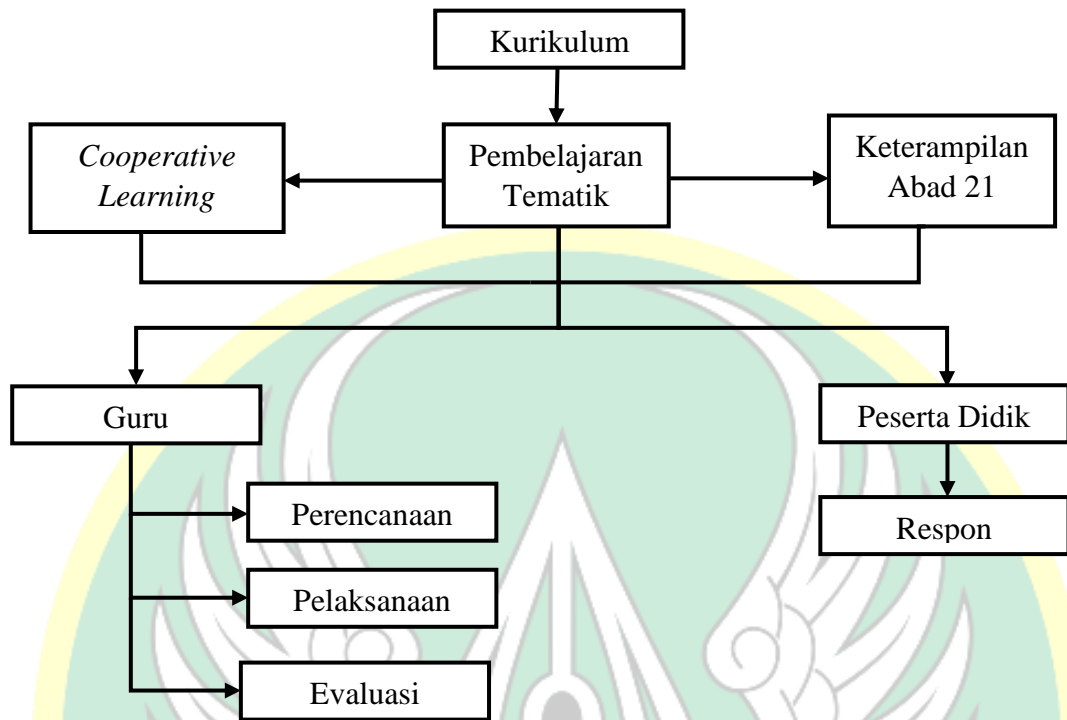 Kurikulum
Cooperative
Learning
Pembelajaran
Tematik
Keterampilan
Abad 21
Guru
Peserta Didik
Perencanaan
Respon
Pelaksanaan
Evaluasi